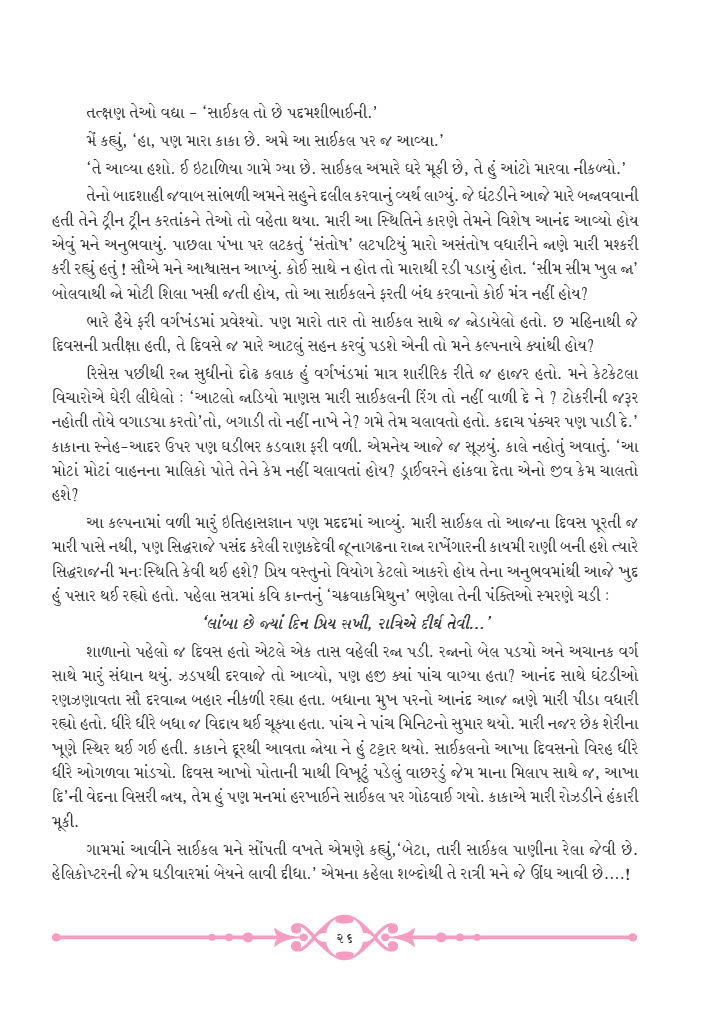 તત્ક્ષણ તેઓ વદ્યા - ‘સાઈકલ તો છે પદમશીભાઈની.’
મેં કહ્યું, ‘હા, પણ મારા કાકા છે. અમે આ સાઈકલ પર જ આવ્યા.’
‘તે આવ્યા હશો. ઈ ઇટાળિયા ગામે ગ્યા છે. સાઈકલ અમારે ઘરે મૂકી છે, તે હું આંટો મારવા નીકળ્યો.’
તેનો બાદશાહી જવાબ સાંભળી અમને સહુને દલીલ કરવાનું વ્યર્થ લાગ્યું. જે ઘંટડીને આજે મારે બજાવવાની
હતી તેને ટ્રીન ટ્રીન કરતાંકને તેઓ તો વહેતા થયા. મારી આ સ્થિતિને કારણે તેમને વિશેષ આનંદ આવ્યો હોય
એવું મને અનુભવાયું. પાછલા પંખા પર લટકતું ‘સંતોષ’ લટપટિયું મારો અસંતોષ વધારીને જાણે મારી મશ્કરી
કરી રહ્યું હતું ! સૌએ મને આશ્વાસન આપ્યું. કોઈ સાથે ન હોત તો મારાથી રડી પડાયું હોત. ‘સીમ સીમ ખુલ જા’
બોલવાથી જો મોટી શિલા ખસી જતી હોય, તો આ સાઈકલને ફરતી બંધ કરવાનો કોઈ મંત્ર નહીં હોય?
ભારે હૈયે ફરી વર્ગખંડમાં પ્રવેશ્યો. પણ મારો તાર તો સાઈકલ સાથે જ જોડાયેલો હતો. છ મહિનાથી જે
દિવસની પ્રતીક્ષા હતી, તે દિવસે જ મારે આટલું સહન કરવું પડશે એની તો મને કલ્પનાયે ક્યાંથી હોય?
રિસેસ પછીથી રજા સુધીનો દોઢ કલાક હું વર્ગખંડમાં માત્ર શારીરિક રીતે જ હાજર હતો. મને કેટકેટલા
વિચારોએ ઘેરી લીધેલો : ‘આટલો જાડિયો માણસ મારી સાઈકલની રિંગ તો નહીં વાળી દે ને ? ટોકરીની જરૂર
નહોતી તોયે વગાડ્યા કરતો’તો, બગાડી તો નહીં નાખે ને? ગમે તેમ ચલાવતો હતો. કદાચ પંક્ચર પણ પાડી દે.’
કાકાના સ્નેહ-આદર ઉપર પણ ઘડીભર કડવાશ ફરી વળી. એમનેય આજે જ સૂઝ્યું. કાલે નહોતું અવાતું. ‘આ
મોટાં મોટાં વાહનના માલિકો પોતે તેને કેમ નહીં ચલાવતાં હોય? ડ્રાઈવરને હાંકવા દેતા એનો જીવ કેમ ચાલતો
હશે?
આ કલ્પનામાં વળી મારું ઇતિહાસજ્ઞાન પણ મદદમાં આવ્યું. મારી સાઈકલ તો આજના દિવસ પૂરતી જ
મારી પાસે નથી, પણ સિદ્ધરાજે પસંદ કરેલી રાણકદેવી જૂનાગઢના રાજા રાખેંગારની કાયમી રાણી બની હશે ત્યારે
સિદ્ધરાજની મનઃસ્થિતિ કેવી થઈ હશે? પ્રિય વસ્તુનો વિયોગ કેટલો આકરો હોય તેના અનુભવમાંથી આજે ખુદ
હું પસાર થઈ રહ્યો હતો. પહેલા સત્રમાં કવિ કાન્તનું ‘ચક્રવાકમિથુન’ ભણેલા તેની પંક્તિઓ સ્મરણે ચડી :
‘લાંબા છે જ્યાં દિન પ્રિય સખી, રાત્રિએ દીર્ઘ તેવી...’
શાળાનો પહેલો જ દિવસ હતો એટલે એક તાસ વહેલી રજા પડી. રજાનો બેલ પડ્યો અને અચાનક વર્ગ
સાથે મારું સંધાન થયું. ઝડપથી દરવાજે તો આવ્યો, પણ હજી ક્યાં પાંચ વાગ્યા હતા? આનંદ સાથે ઘંટડીઓ
રણઝણાવતા સૌ દરવાજા બહાર નીકળી રહ્યા હતા. બધાના મુખ પરનો આનંદ આજ જાણે મારી પીડા વધારી
રહ્યો હતો. ધીરે ધીરે બધા જ વિદાય થઈ ચૂક્યા હતા. પાંચ ને પાંચ મિનિટનો સુમાર થયો. મારી નજર છેક શેરીના
ખૂણે સ્થિર થઈ ગઈ હતી. કાકાને દૂરથી આવતા જોયા ને હું ટટ્ટાર થયો. સાઈકલનો આખા દિવસનો વિરહ ધીરે
ધીરે ઓગળવા માંડ્યો. દિવસ આખો પોતાની માથી વિખૂટું પડેલું વાછરડું જેમ માના મિલાપ સાથે જ, આખા
દિ’ની વેદના વિસરી જાય, તેમ હું પણ મનમાં હરખાઈને સાઈકલ પર ગોઠવાઈ ગયો. કાકાએ મારી રોઝડીને હંકારી
મૂકી.
ગામમાં આવીને સાઈકલ મને સોંપતી વખતે એમણે કહ્યું,‘બેટા, તારી સાઈકલ પાણીના રેલા જેવી છે.
હેલિકોપ્ટરની જેમ ઘડીવારમાં બેયને લાવી દીધા.’ એમના કહેલા શબ્દોથી તે રાત્રી મને જે ઊંઘ આવી છે....!
૨૬